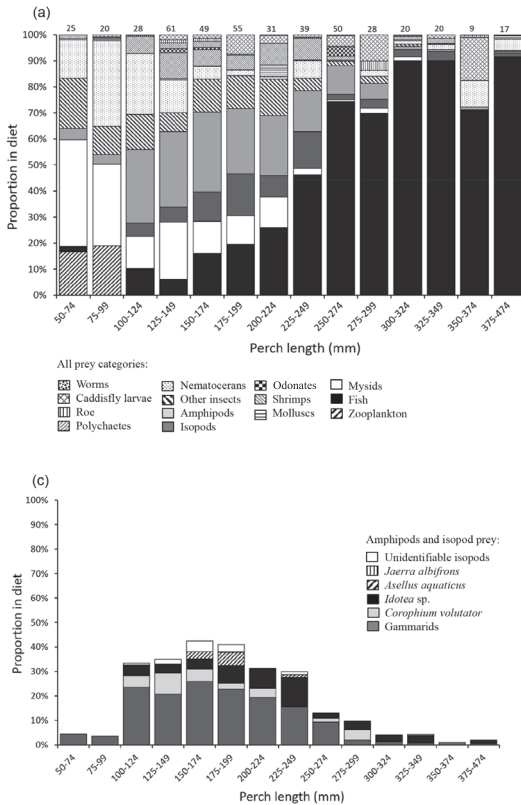 (a)
25 20 28 61 49 55 31 39 50 28 20 20 9 17
100%
90%
80%
70%
60%
50%
40%
30%
20%
10%
0%
Proportion in diet
50-74 75-99 100-124 125-149 150-174 175-199 200-224 225-249 250-274 275-299 300-324 325-349 350-374 375-474
Perch length (mm)
All prey categories:
Worms
Caddisfly larvae
Roe
Polychaetes
Nematocerans
Other insects
Amphipods
Isopods
Odonates
Shrimps
Molluscs
Mysids
Fish
Zooplankton
(c)
100%
90%
80%
70%
60%
50%
40%
30%
20%
10%
0%
Proportion in diet
Amphipods and isopod prey:
Unidentifiable isopods
Jaerra albifrons
Asellus aquaticus
Idotea sp.
Corophium volutator
Gammarids
50-74 75-99 100-124 125-149 150-174 175-199 200-224 225-249 250-274 275-299 300-324 325-349 350-374 375-474
Perch length (mm)